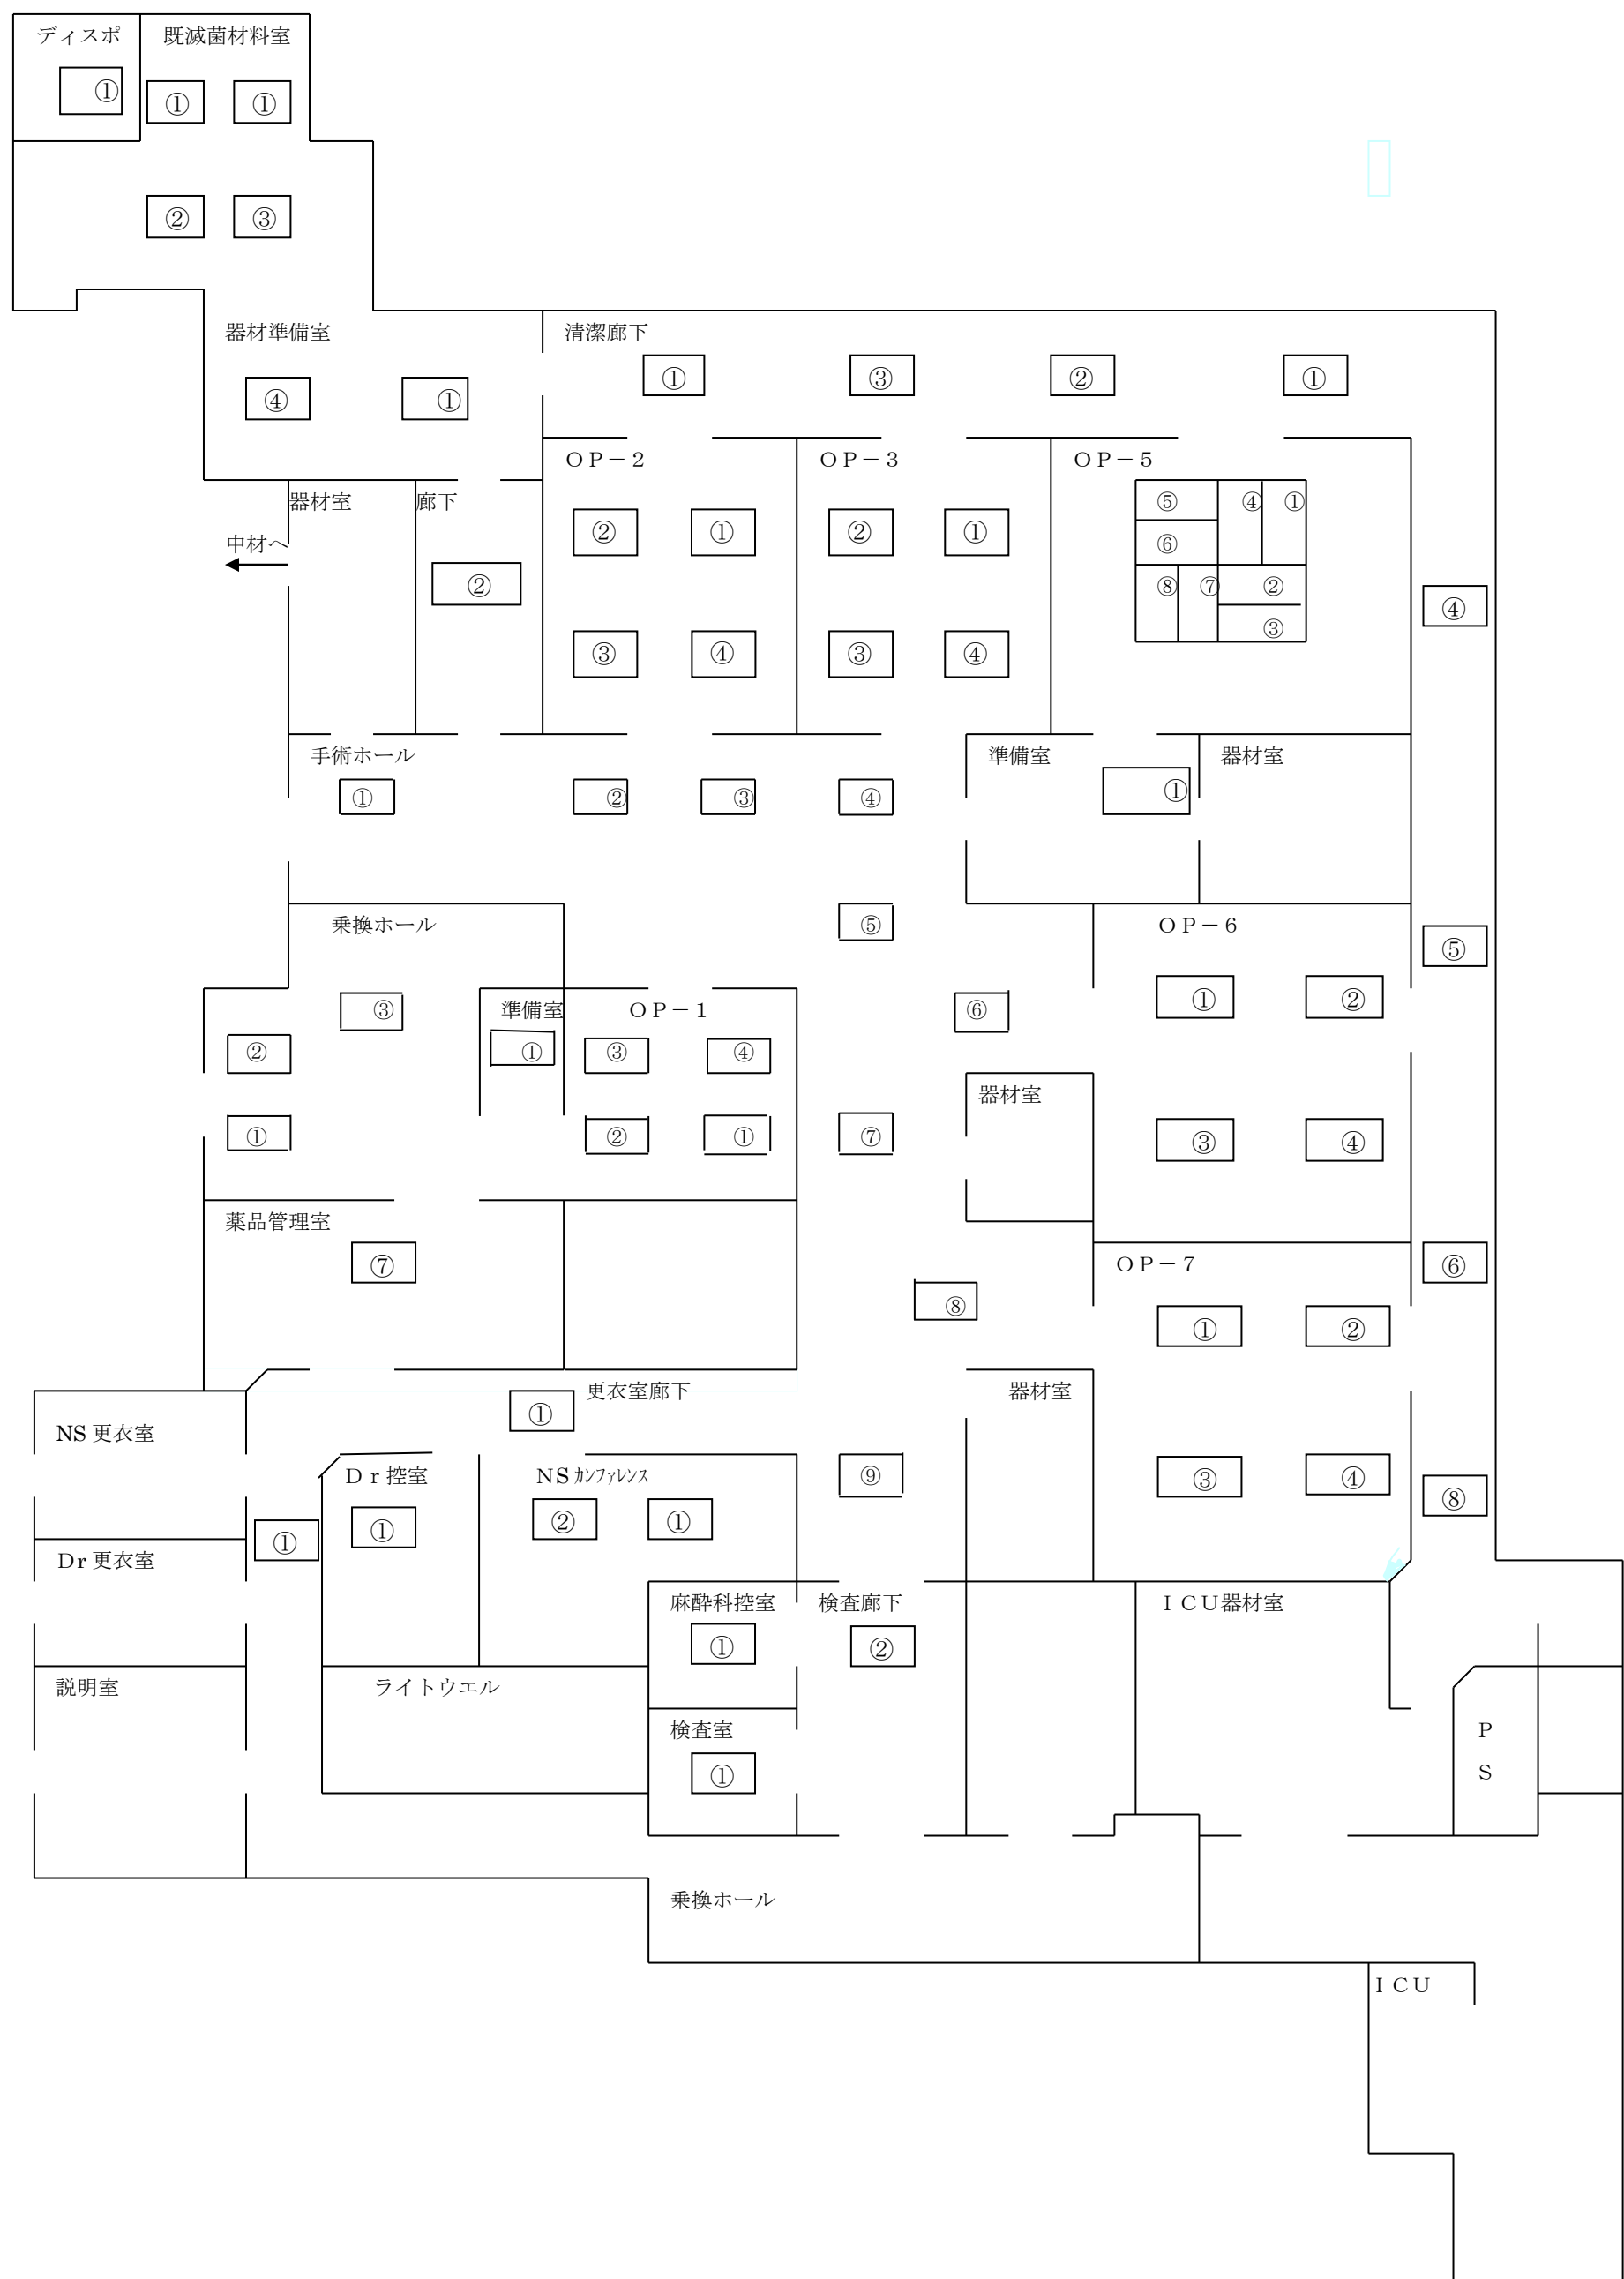 ディスポ
既滅菌材料室
①
①
①
②
③
器材準備室
清潔廊下
④
①
①
③
②
①
OP－2
OP－3
OP－5
器材室
廊下
中材へ
②
②
①
②
①
⑤
④
①
⑥
⑧
⑦
②
③
④
③
④
③
④
手術ホール
準備室
器材室
①
②
③
④
①
乗換ホール
⑤
OP－6
⑤
③
準備室
OP－1
⑥
①
②
②
①
③
④
器材室
①
②
①
⑦
③
④
薬品管理室
⑦
OP－7
⑥
⑧
①
②
更衣室廊下
器材室
①
NS 更衣室
Dr控室
NSｶﾝﾌｧﾚﾝｽ
⑨
③
④
⑧
①
①
②
①
Dr 更衣室
麻酔科控室
検査廊下
ICU器材室
①
②
説明室
ライトウエル
検査室
P
S
①
乗換ホール
ICU